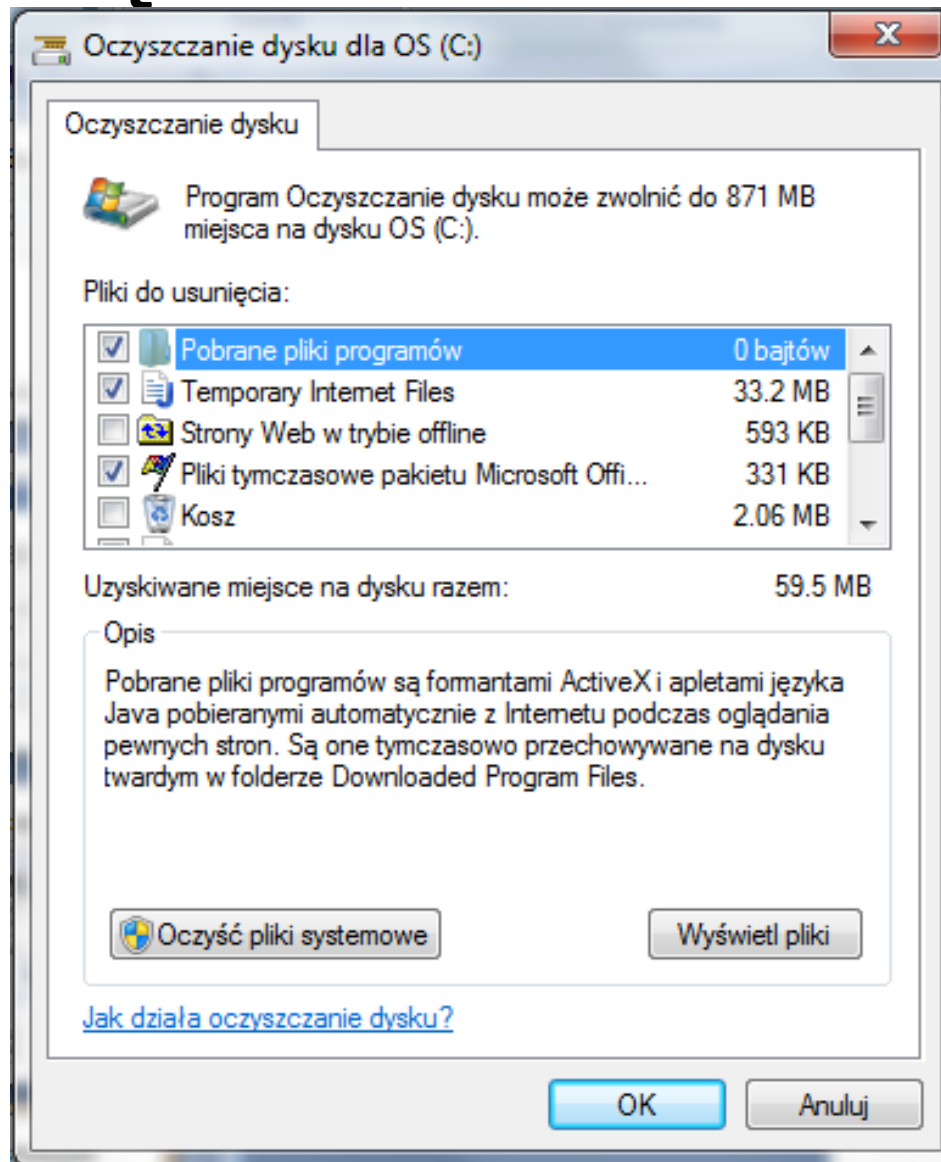 Oczyszczanie dysku dla OS (C:)
Oczyszczanie dysku
Program Oczyszczanie dysku może zwolnić do 871 MB
miejsca na dysku OS (C:).
Pliki do usunięcia:
Pobrane pliki programów 0 bajtów
Temporary Internet Files 33.2 MB
Strony Web w trybie offline 593 KB
Pliki tymczasowe pakietu Microsoft Offi... 331 KB
Kosz 2.06 MB
Uzyskiwane miejsce na dysku razem: 59.5 MB
Opis
Pobrane pliki programów są formantami ActiveX i apletami języka
Java pobieranymi automatycznie z Internetu podczas oglądania
pewnych stron. Są one tymczasowo przechowywane na dysku
twardym w folderze Downloaded Program Files.
Oczyść pliki systemowe Wyświetl pliki
Jak działa oczyszczanie dysku?
OK Anuluj